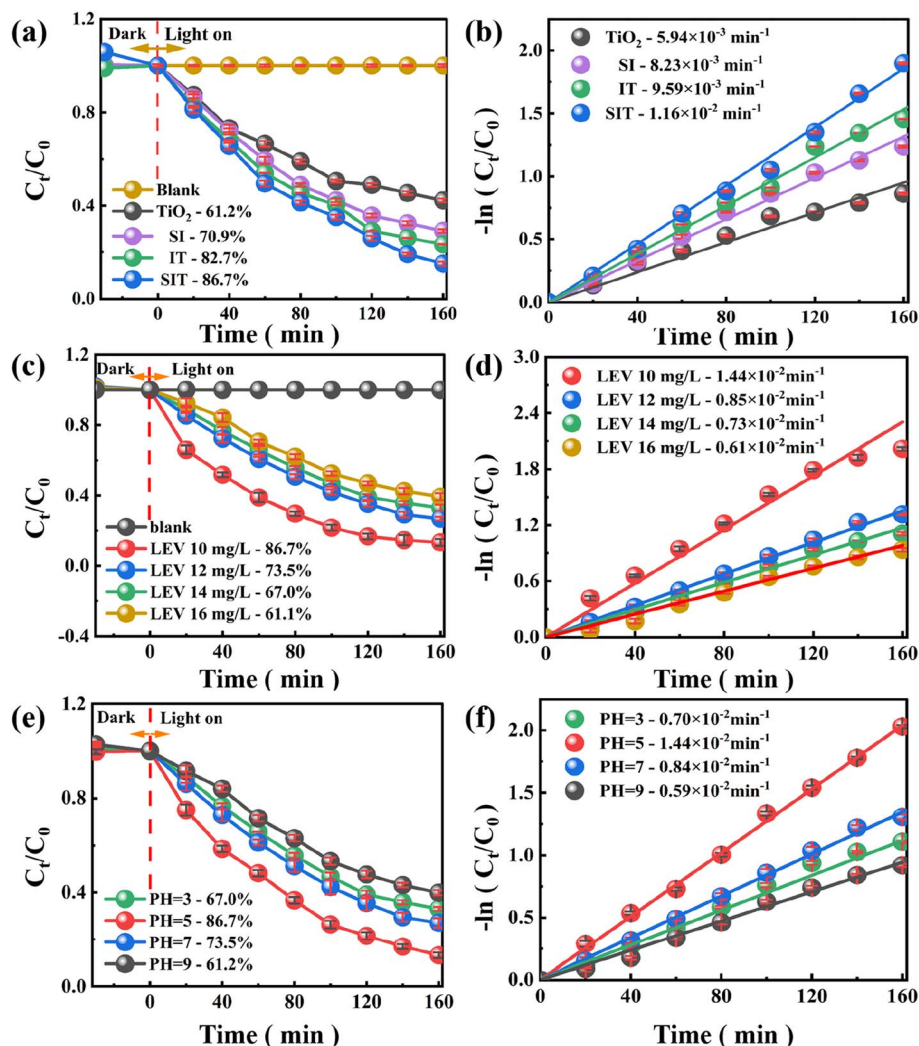 (a)
Dark
Light on
Blank
TiO₂ - 61.2%
SI - 70.9%
IT - 82.7%
SIT - 86.7%
Cₜ/C₀
1.2
0.8
0.4
0.0
0 40 80 120 160
Time ( min )
(b)
TiO₂ - 5.94×10⁻³ min⁻¹
SI - 8.23×10⁻³ min⁻¹
IT - 9.59×10⁻³ min⁻¹
SIT - 1.16×10⁻² min⁻¹
-ln ( Cₜ/C₀ )
2.0
1.5
1.0
0.5
0.0
0 40 80 120 160
Time ( min )
(c)
Dark
Light on
blank
LEV 10 mg/L - 86.7%
LEV 12 mg/L - 73.5%
LEV 14 mg/L - 67.0%
LEV 16 mg/L - 61.1%
Cₜ/C₀
1.2
0.8
0.4
0.0
-0.4
0 40 80 120 160
Time ( min )
(d)
LEV 10 mg/L - 1.44×10⁻²min⁻¹
LEV 12 mg/L - 0.85×10⁻²min⁻¹
LEV 14 mg/L - 0.73×10⁻²min⁻¹
LEV 16 mg/L - 0.61×10⁻²min⁻¹
-ln ( Cₜ/C₀ )
3.0
2.4
1.8
1.2
0.6
0.0
0 40 80 120 160
Time ( min )
(e)
Dark
Light on
PH=3 - 67.0%
PH=5 - 86.7%
PH=7 - 73.5%
PH=9 - 61.2%
Cₜ/C₀
1.2
0.8
0.4
0.0
0 40 80 120 160
Time ( min )
(f)
PH=3 - 0.70×10⁻²min⁻¹
PH=5 - 1.44×10⁻²min⁻¹
PH=7 - 0.84×10⁻²min⁻¹
PH=9 - 0.59×10⁻²min⁻¹
-ln ( Cₜ/C₀ )
2.0
1.5
1.0
0.5
0.0
0 40 80 120 160
Time ( min )